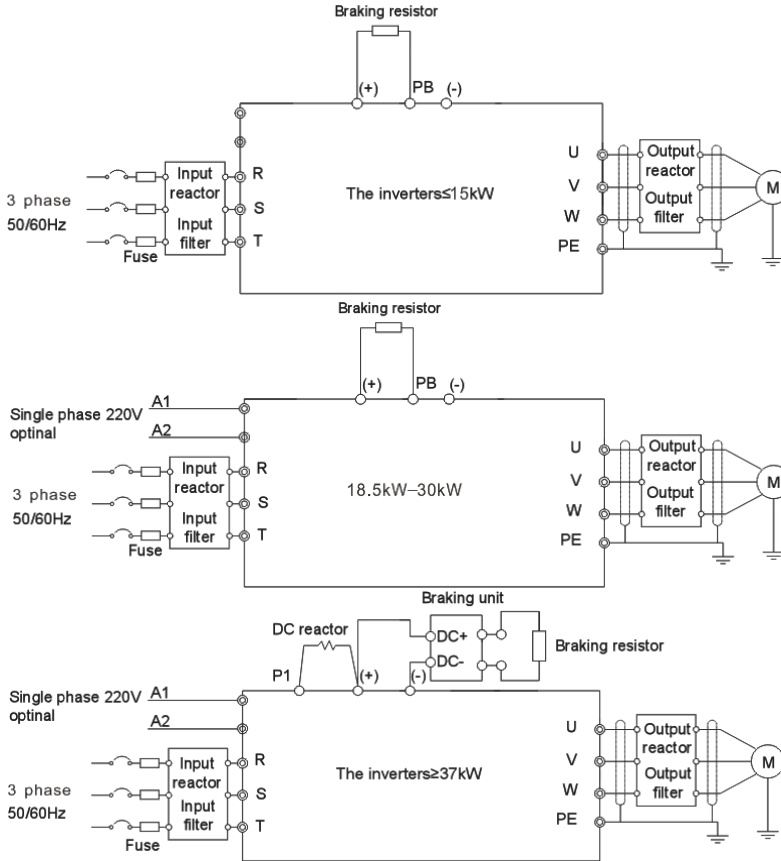 Braking resistor
(+)
PB
(-)
3 phase
50/60Hz
Fuse
Input
reactor
Input
filter
R
S
T
The inverters≤15kW
U
V
W
PE
Output
reactor
Output
filter
M
Braking resistor
(+)
PB
(-)
Single phase 220V
optinal
A1
A2
3 phase
50/60Hz
Fuse
Input
reactor
Input
filter
R
S
T
18.5kW–30kW
U
V
W
PE
Output
reactor
Output
filter
M
Braking unit
DC reactor
DC+
DC-
Braking resistor
P1
(+)
(-)
Single phase 220V
optinal
A1
A2
3 phase
50/60Hz
Fuse
Input
reactor
Input
filter
R
S
T
The inverters≥37kW
U
V
W
PE
Output
reactor
Output
filter
M